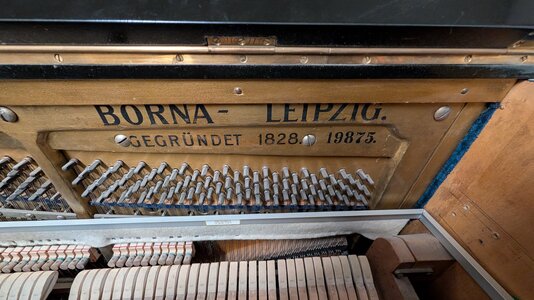 BORNA- LEIPZIG.
GEGRÜNDET 1828. 19875.